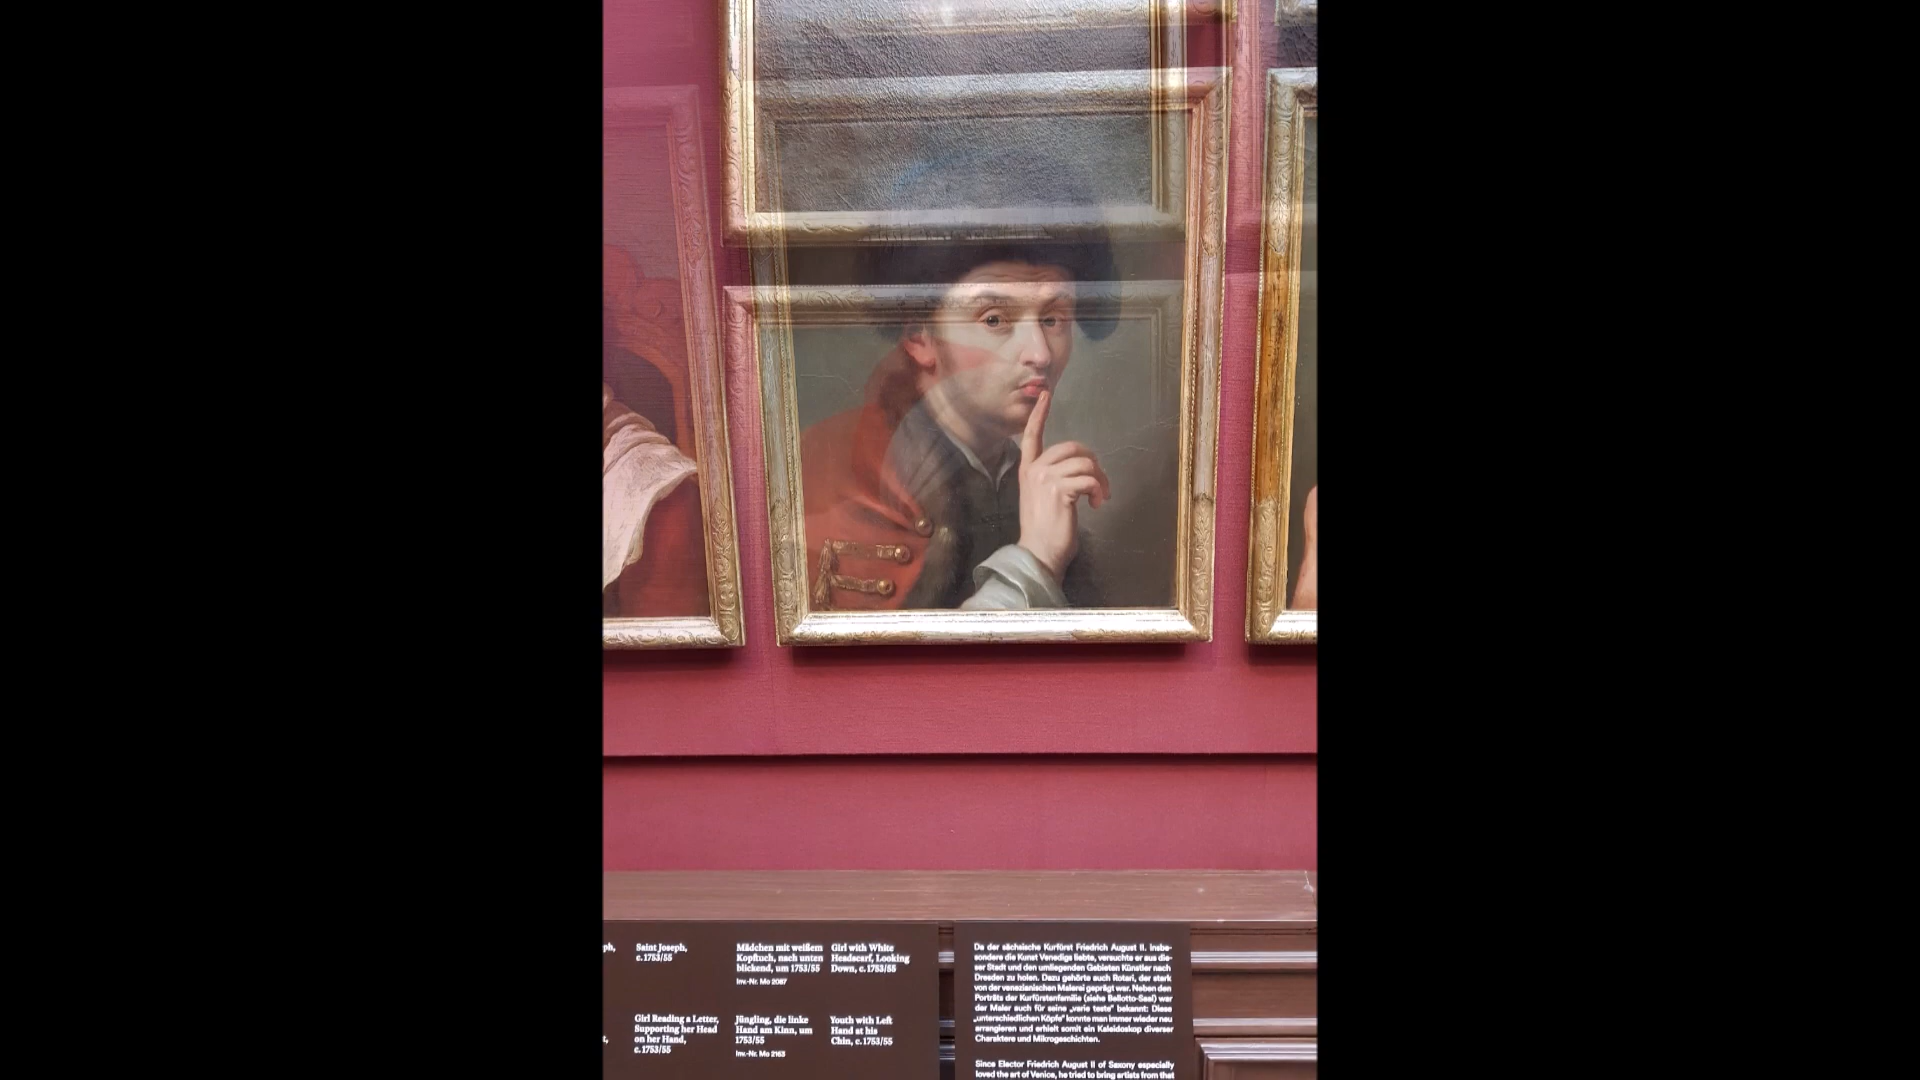 ph,
Saint Joseph,
c. 1753/55
Mädchen mit weißem
Kopftuch, nach unten
blickend, um 1753/55
Inv.-Nr. Mo 2087
Girl with White
Headscarf, Looking
Down, c. 1753/55
t,
Girl Reading a Letter,
Supporting her Head
on her Hand,
c. 1753/55
Jüngling, die linke
Hand am Kinn, um
1753/55
Inv.-Nr. Mo 2163
Youth with Left
Hand at his
Chin, c. 1753/55
Da der sächsische Kurfürst Friedrich August II. insbe-
sondere die Kunst Venedigs liebte, versuchte er aus die-
ser Stadt und den umliegenden Gebieten Künstler nach
Dresden zu holen. Dazu gehörte auch Rotari, der stark
von der venezianischen Malerei geprägt war. Neben den
Porträts der Kurfürstenfamilie (siehe Bellotto-Saal) war
der Maler auch für seine „varie teste" bekannt: Diese
„unterschiedlichen Köpfe" konnte man immer wieder neu
arrangieren und erhielt somit ein Kaleidoskop diverser
Charaktere und Mikrogeschichten.
Since Elector Friedrich August II of Saxony especially
loved the art of Venice, he tried to bring artists from that